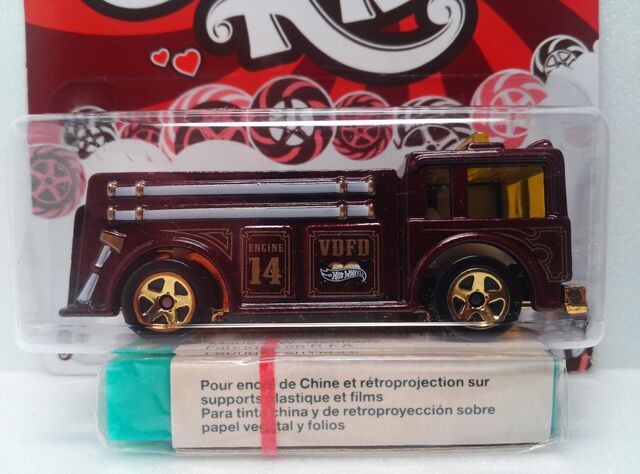 ENGINE
14
VDFD
HOT WHEELS
Pour encre de Chine et rétroprojection sur
supports plastique et films
Para tinta china y de retroproyección sobre
papel vegetal y folios